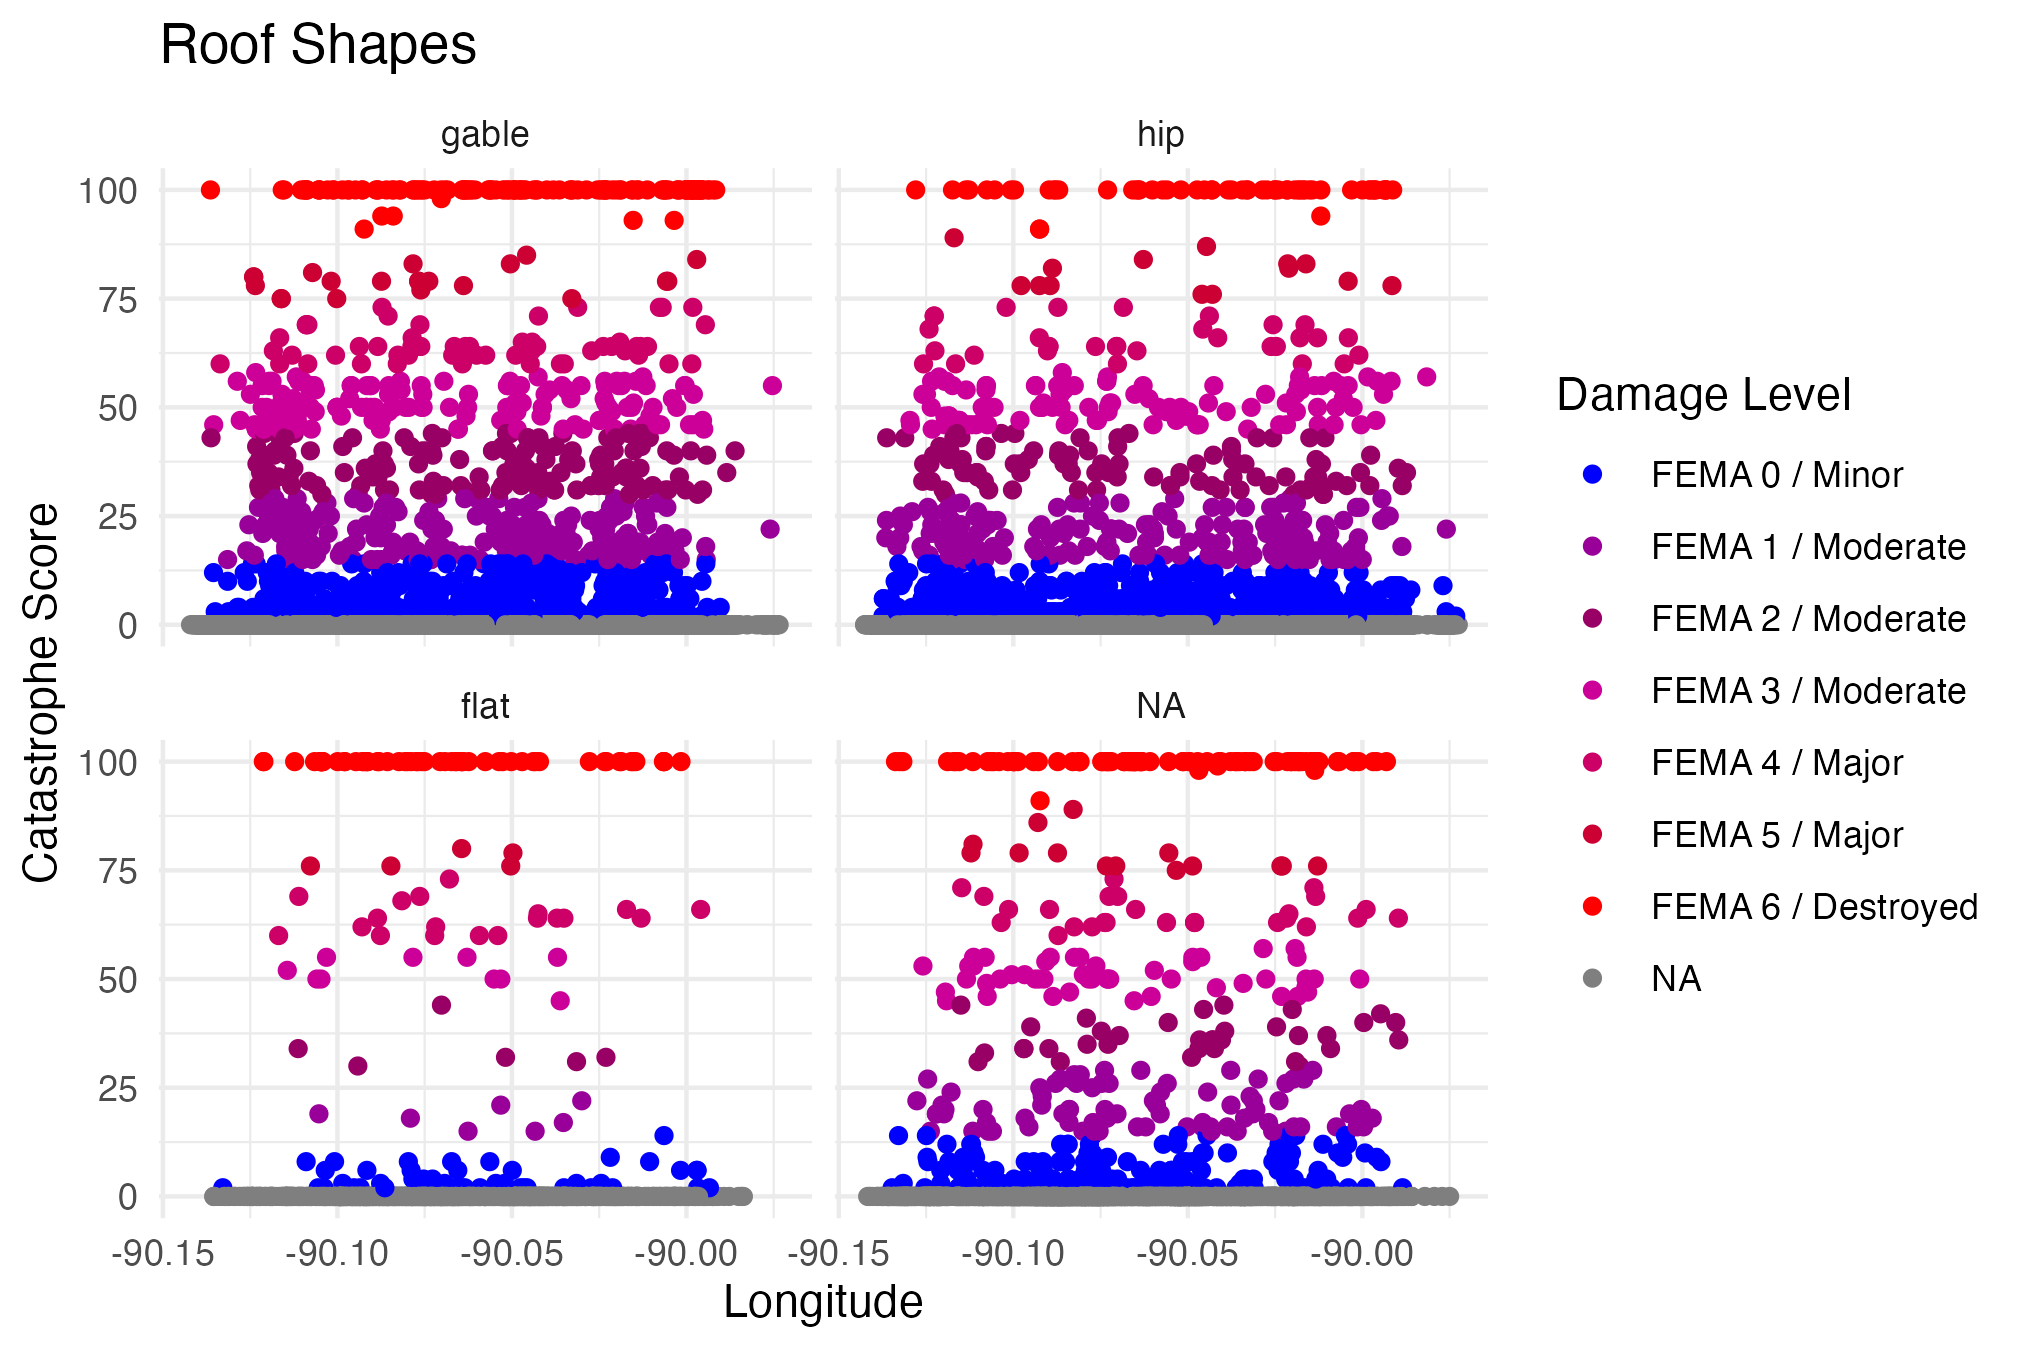 Roof Shapes
gable
hip
100
75
50
25
0
flat
NA
100
75
50
25
0
-90.15 -90.10 -90.05 -90.00 -90.15 -90.10 -90.05 -90.00
Longitude
Catastrophe Score
Damage Level
FEMA 0 / Minor
FEMA 1 / Moderate
FEMA 2 / Moderate
FEMA 3 / Moderate
FEMA 4 / Major
FEMA 5 / Major
FEMA 6 / Destroyed
NA